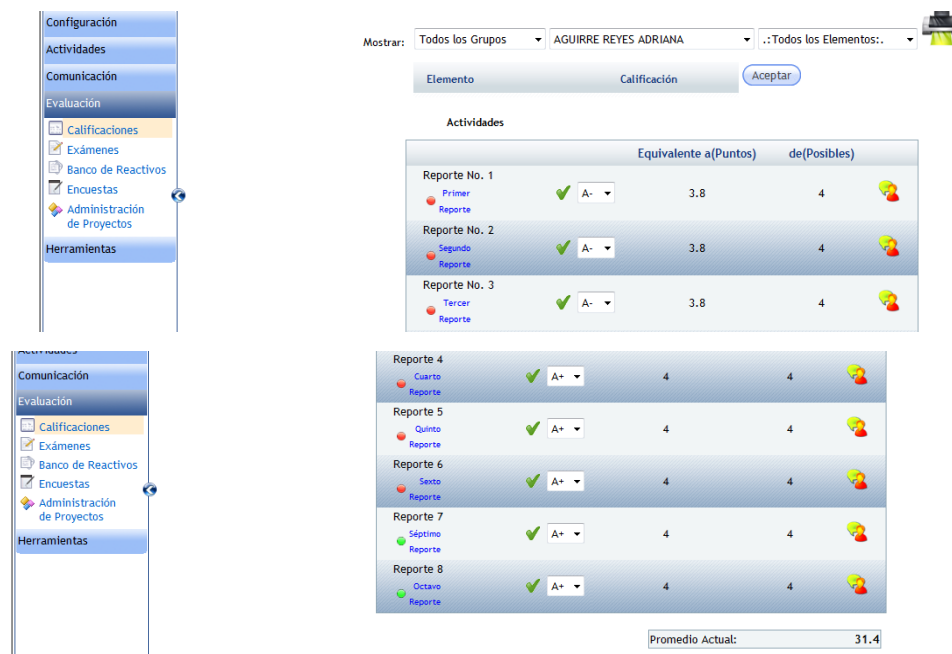 Configuración
Actividades
Comunicación
Evaluación
Calificaciones
Exámenes
Banco de Reactivos
Encuestas
Administración
de Proyectos
Herramientas
Mostrar: Todos los Grupos AGUIRRE REYES ADRIANA .:Todos los Elementos:.
Elemento Calificación Aceptar
Actividades
Equivalente a(Puntos) de(Posibles)
Reporte No. 1
Primer
Reporte
A- 3.8 4
Reporte No. 2
Segundo
Reporte
A- 3.8 4
Reporte No. 3
Tercer
Reporte
A- 3.8 4
Actividades
Comunicación
Evaluación
Calificaciones
Exámenes
Banco de Reactivos
Encuestas
Administración
de Proyectos
Herramientas
Reporte 4
Cuarto
Reporte
A+ 4 4
Reporte 5
Quinto
Reporte
A+ 4 4
Reporte 6
Sexto
Reporte
A+ 4 4
Reporte 7
Séptimo
Reporte
A+ 4 4
Reporte 8
Octavo
Reporte
A+ 4 4
Promedio Actual: 31.4